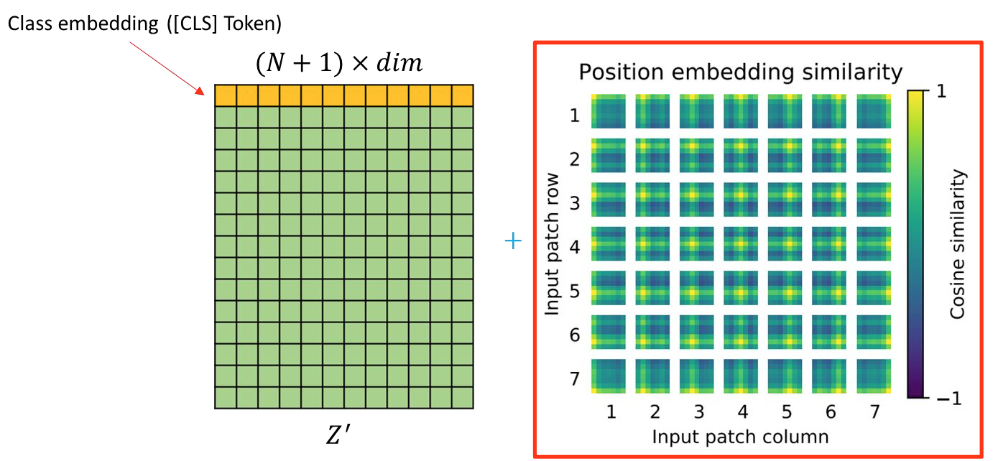 Class embedding ([CLS] Token)
(N + 1) × dim
Z′
+
Position embedding similarity
Input patch row
1
2
3
4
5
6
7
1 2 3 4 5 6 7
Input patch column
1
−1
Cosine similarity